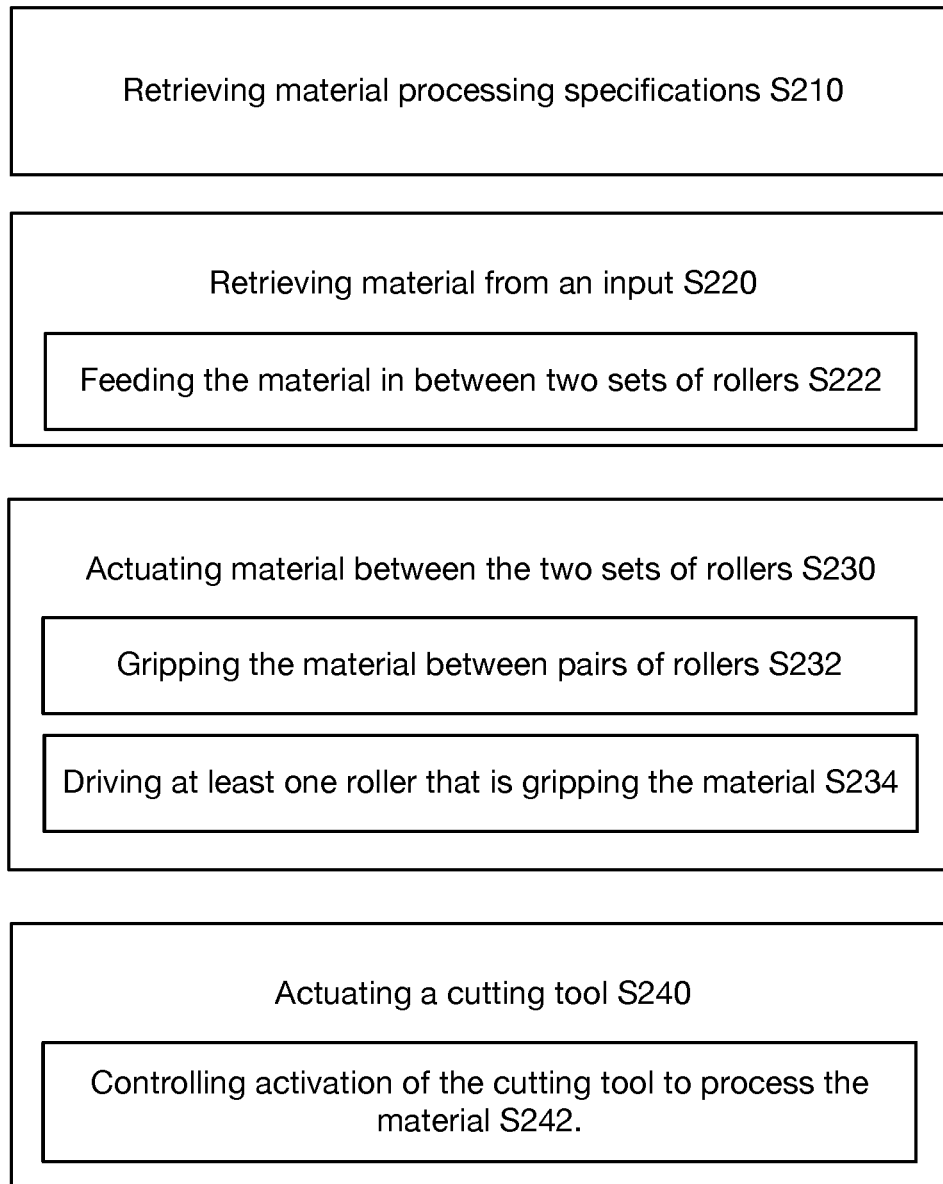 Retrieving material processing specifications S210
Retrieving material from an input S220
Feeding the material in between two sets of rollers S222
Actuating material between the two sets of rollers S230
Gripping the material between pairs of rollers S232
Driving at least one roller that is gripping the material S234
Actuating a cutting tool S240
Controlling activation of the cutting tool to process the
material S242.